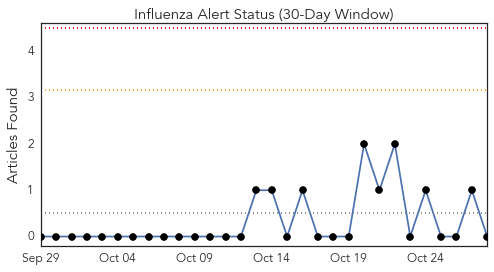 Influenza Alert Status (30-Day Window)
Articles Found
4
3
2
1
0
Sep 29 Oct 04 Oct 09 Oct 14 Oct 19 Oct 24